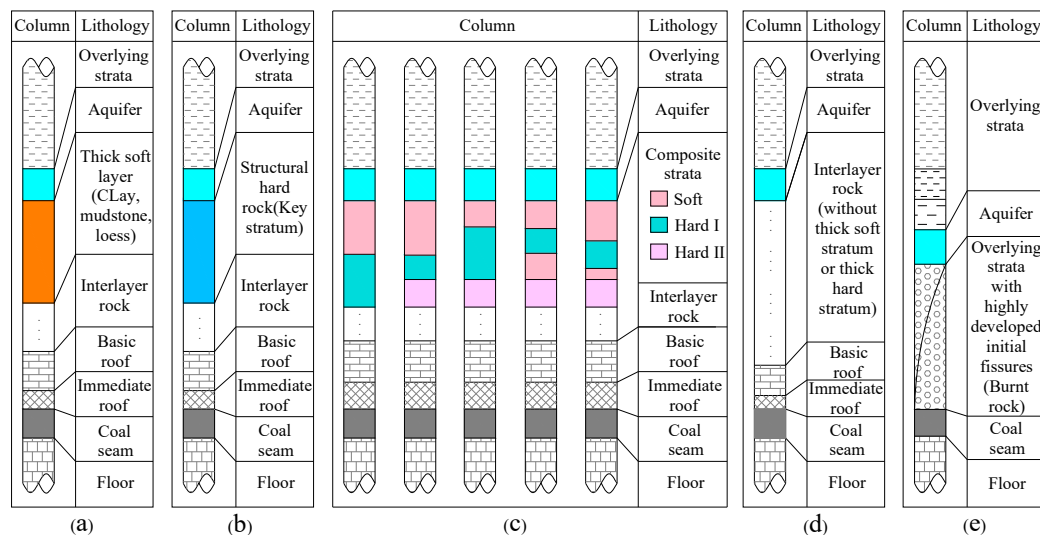 Column Lithology
Overlying
strata
Aquifer
Thick soft
layer
(CLay,
mudstone,
loess)
Interlayer
rock
Basic
roof
Immediate
roof
Coal
seam
Floor
(a)
Column Lithology
Overlying
strata
Aquifer
Structural
hard
rock(Key
stratum)
Interlayer
rock
Basic
roof
Immediate
roof
Coal
seam
Floor
(b)
Column Lithology
Overlying
strata
Aquifer
Composite
strata
Soft
Hard I
Hard II
Interlayer
rock
Basic
roof
Immediate
roof
Coal
seam
Floor
(c)
Column Lithology
Overlying
strata
Aquifer
Interlayer
rock
(without
thick soft
stratum
or thick
hard
stratum)
Basic
roof
Immediate
roof
Coal
seam
Floor
(d)
Column Lithology
Overlying
strata
Aquifer
Overlying
strata
with
highly
developed
initial
fissures
(Burnt
rock)
Coal
seam
Floor
(e)